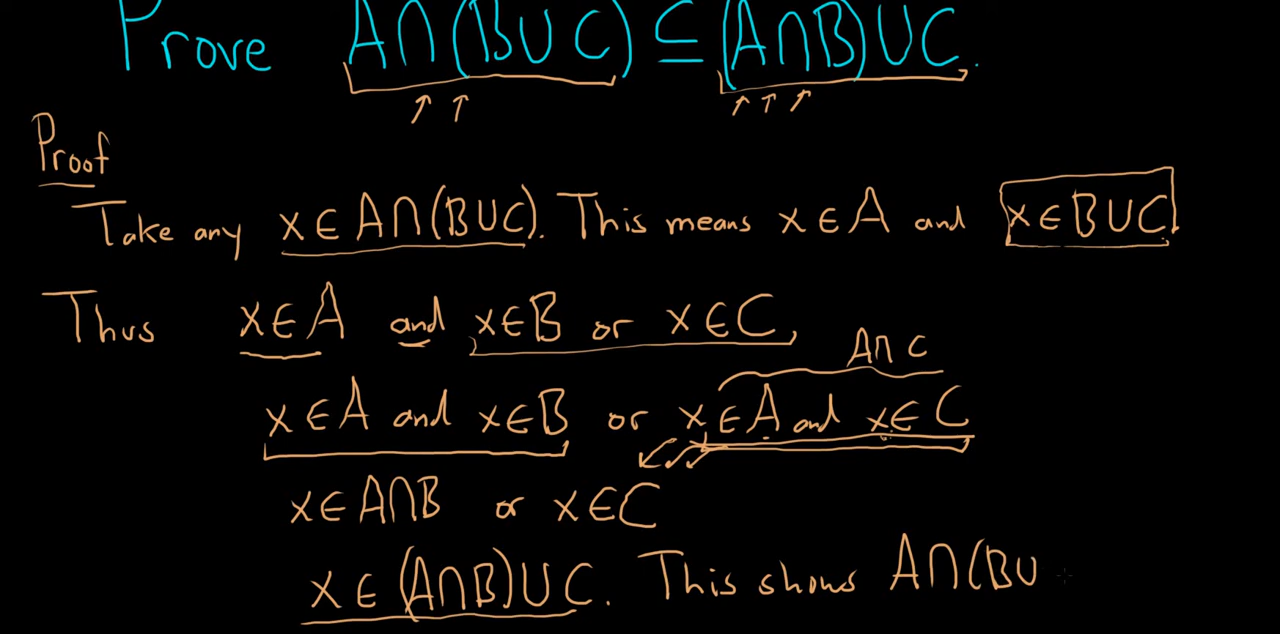 Prove A∩(B∪C) ⊆ (A∩B)∪C.
Proof
Take any x∈A∩(B∪C). This means x∈A and x∈B∪C.
Thus x∈A and x∈B or x∈C,
A∩C
x∈A and x∈B or x∈A and x∈C
x∈A∩B or x∈C
x∈(A∩B)∪C. This shows A∩(B∪